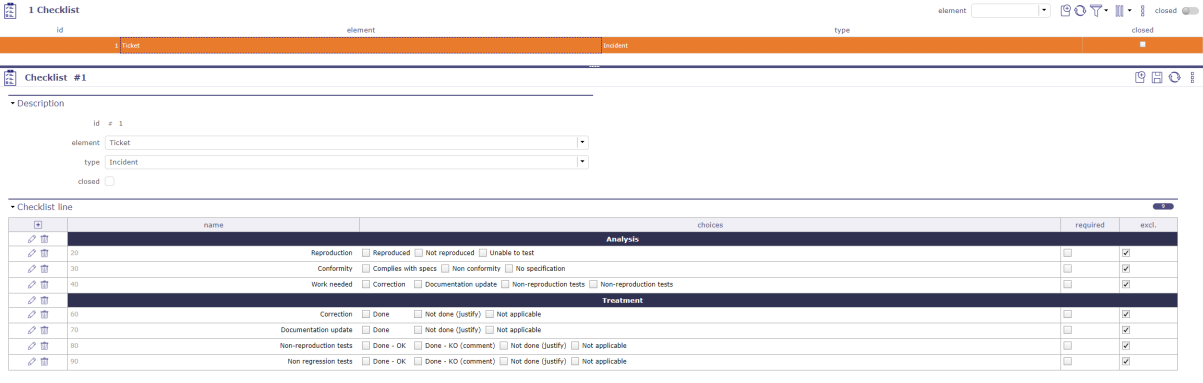 1 Checklist element closed
id element type closed
1 Ticket Incident
Checklist #1
Description
id # 1
element Ticket
type Incident
closed
Checklist line 9
name choices required excl.
Analysis
20 Reproduction Reproduced Not reproduced Unable to test
30 Conformity Complies with specs Non conformity No specification
40 Work needed Correction Documentation update Non-reproduction tests Non-reproduction tests
Treatment
60 Correction Done Not done (justify) Not applicable
70 Documentation update Done Not done (justify) Not applicable
80 Non-reproduction tests Done - OK Done - KO (comment) Not done (justify) Not applicable
90 Non regression tests Done - OK Done - KO (comment) Not done (justify) Not applicable